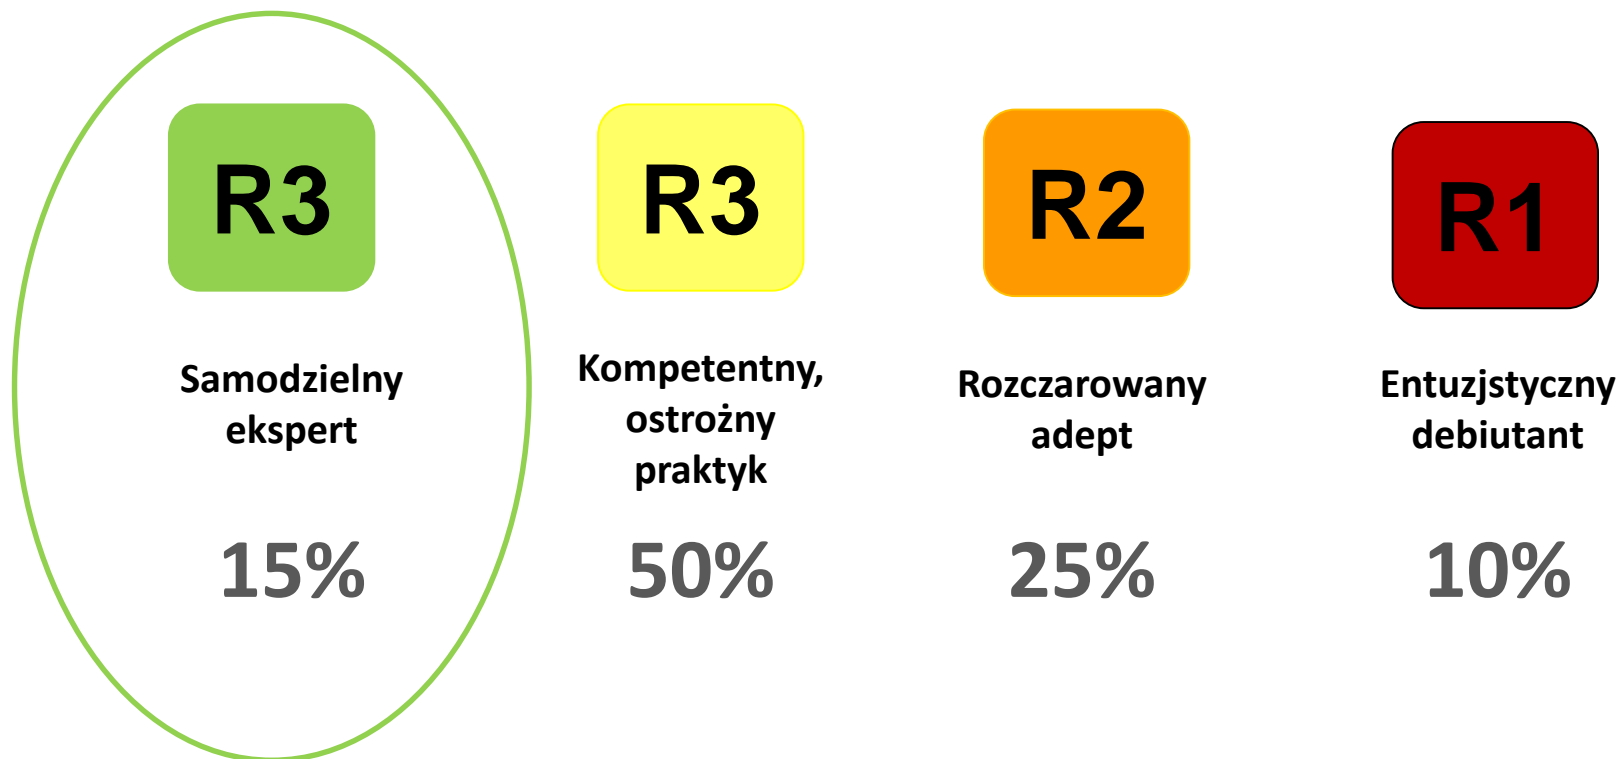 R3
Samodzielny
ekspert
15%
R3
Kompetentny,
ostrożny
praktyk
50%
R2
Rozczarowany
adept
25%
R1
Entuzjstyczny
debiutant
10%